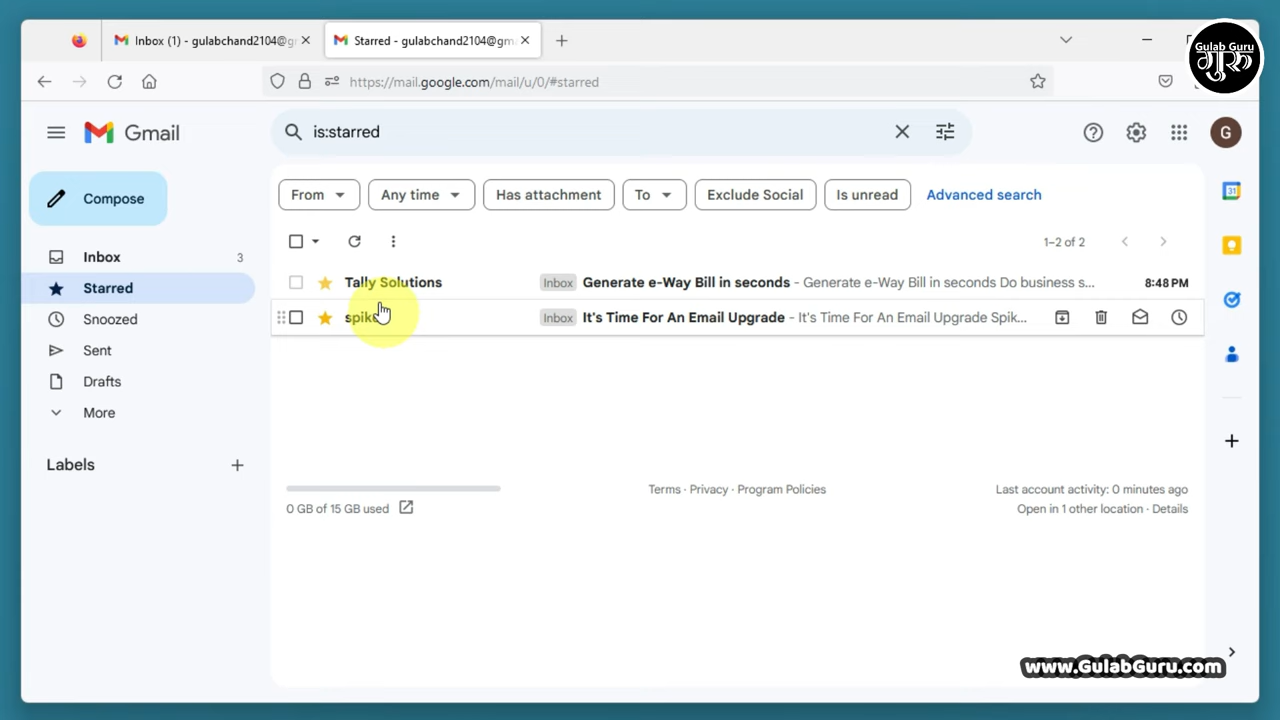 Inbox (1) - gulabchand2104@g
Starred - gulabchand2104@gm
Gulab Guru
गुरु
https://mail.google.com/mail/u/0/#starred
Gmail
is:starred
G
Compose
From
Any time
Has attachment
To
Exclude Social
Is unread
Advanced search
31
1–2 of 2
Inbox 3
Starred
Snoozed
Sent
Drafts
More
Labels
Tally Solutions Inbox Generate e-Way Bill in seconds - Generate e-Way Bill in seconds Do business s... 8:48 PM
spike Inbox It's Time For An Email Upgrade - It's Time For An Email Upgrade Spik...
0 GB of 15 GB used
Terms · Privacy · Program Policies
Last account activity: 0 minutes ago
Open in 1 other location · Details
www.GulabGuru.com